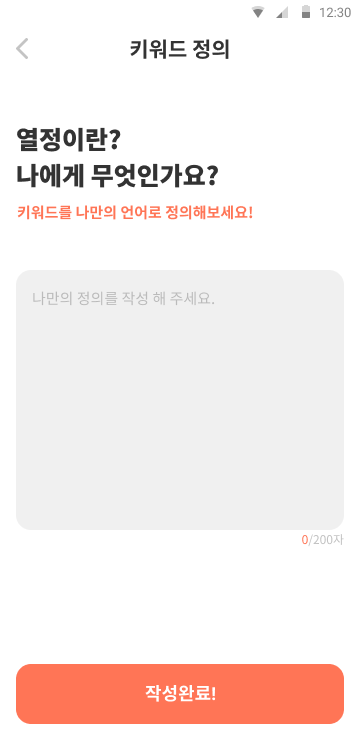 12:30
키워드 정의
열정이란?
나에게 무엇인가요?
키워드를 나만의 언어로 정의해보세요!
나만의 정의를 작성 해 주세요.
0/200자
작성완료!